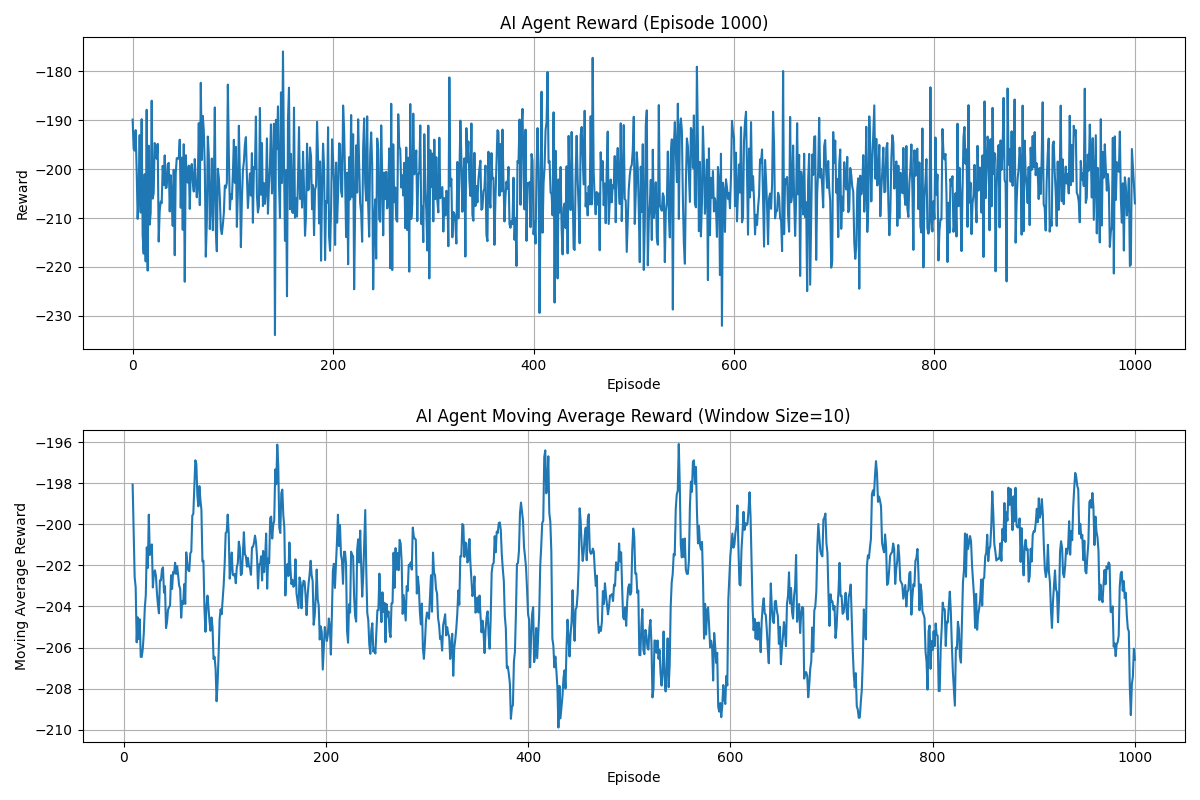 AI Agent Reward (Episode 1000)
−180
−190
−200
−210
−220
−230
Reward
0 200 400 600 800 1000
Episode
AI Agent Moving Average Reward (Window Size=10)
−196
−198
−200
−202
−204
−206
−208
−210
Moving Average Reward
0 200 400 600 800 1000
Episode